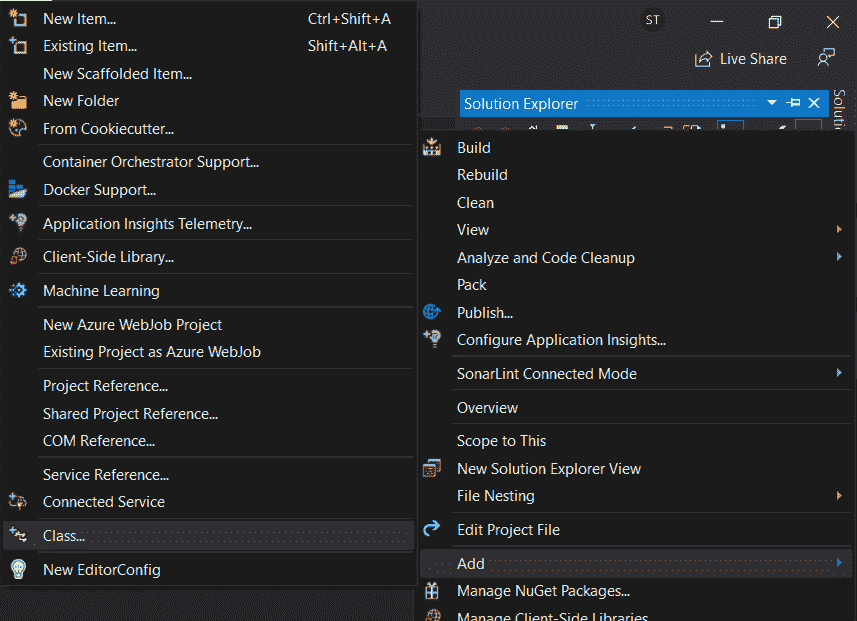 New Item... Ctrl+Shift+A
Existing Item... Shift+Alt+A
New Scaffolded Item...
New Folder
From Cookiecutter...
Container Orchestrator Support...
Docker Support...
Application Insights Telemetry...
Client-Side Library...
Machine Learning
New Azure WebJob Project
Existing Project as Azure WebJob
Project Reference...
Shared Project Reference...
COM Reference...
Service Reference...
Connected Service
Class...
New EditorConfig
ST
Live Share
Solution Explorer
Build
Rebuild
Clean
View
Analyze and Code Cleanup
Pack
Publish...
Configure Application Insights...
SonarLint Connected Mode
Overview
Scope to This
New Solution Explorer View
File Nesting
Edit Project File
Add
Manage NuGet Packages...
Manage Client-Side Libraries